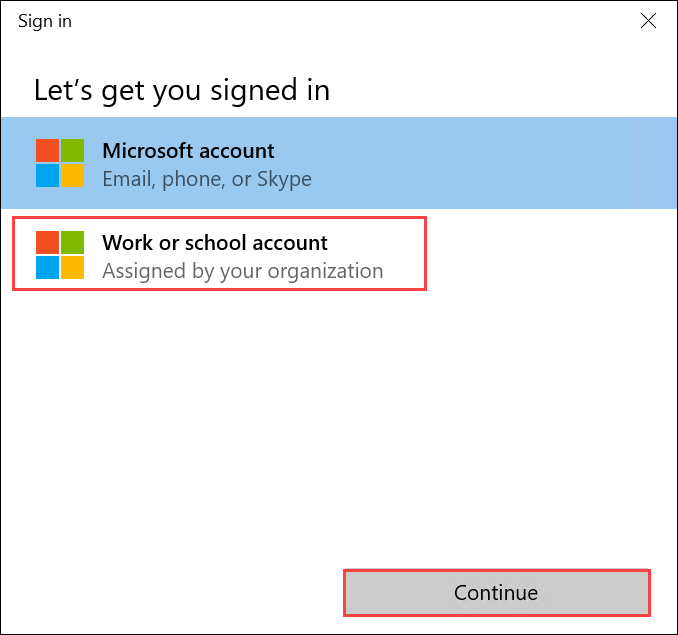 Sign in
Let’s get you signed in
Microsoft account
Email, phone, or Skype
Work or school account
Assigned by your organization
Continue